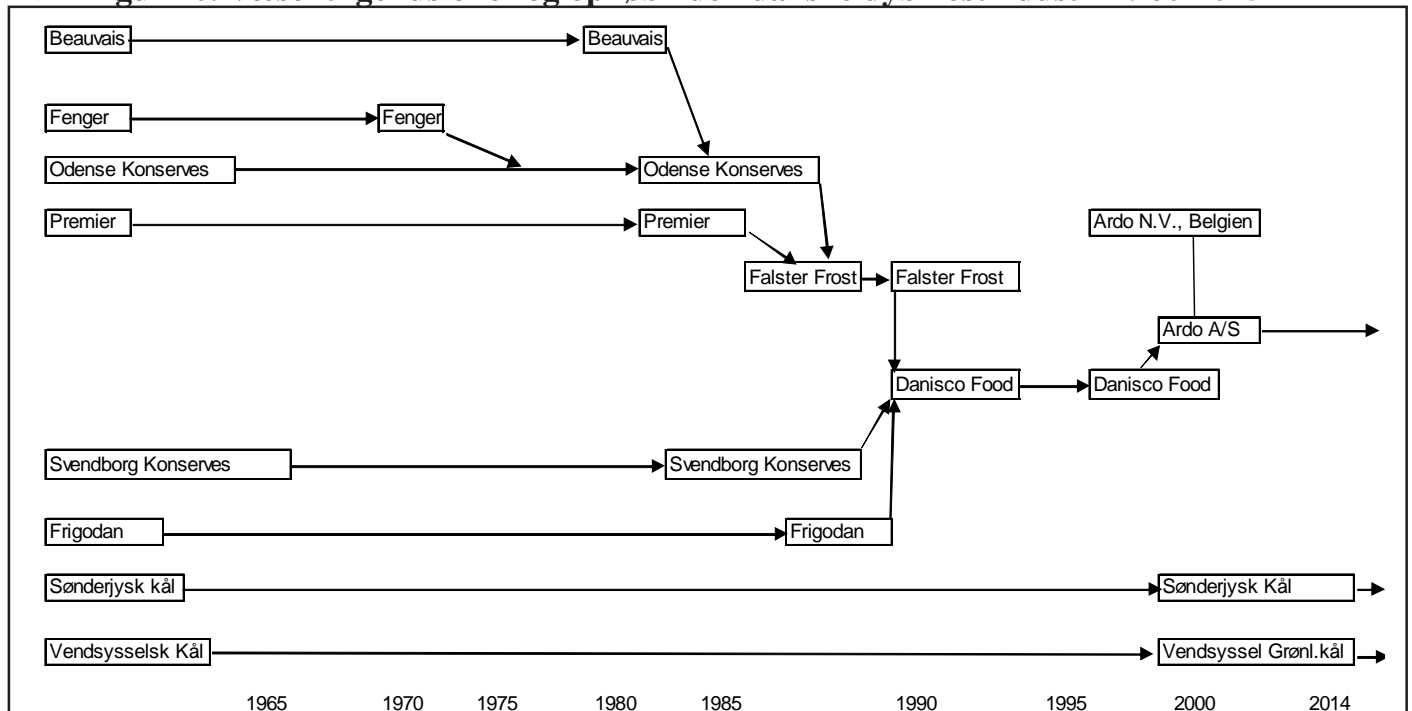 Beauvais Beauvais
Fenger Fenger
Odense Konserves Odense Konserves
Premier Premier Ardo N.V., Belgien
Falster Frost Falster Frost
Ardo A/S
Danisco Food Danisco Food
Svendborg Konserves Svendborg Konserves
Frigodan Frigodan
Sønderjysk kål Sønderjysk Kål
Vendsysselsk Kål Vendsyssel Grønl.kål
1965 1970 1975 1980 1985 1990 1995 2000 2014